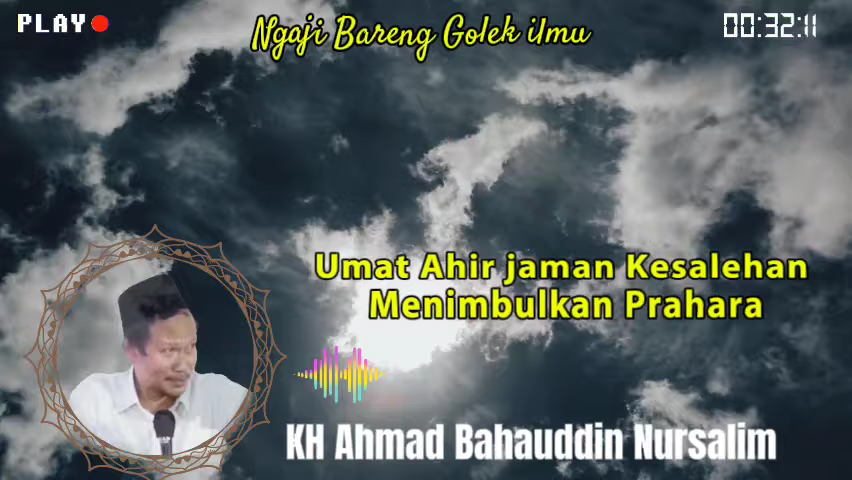 PLAY
Ngaji Bareng Golek ilmu
00:32:11
Umat Ahir jaman Kesalehan
Menimbulkan Prahara
KH Ahmad Bahauddin Nursalim